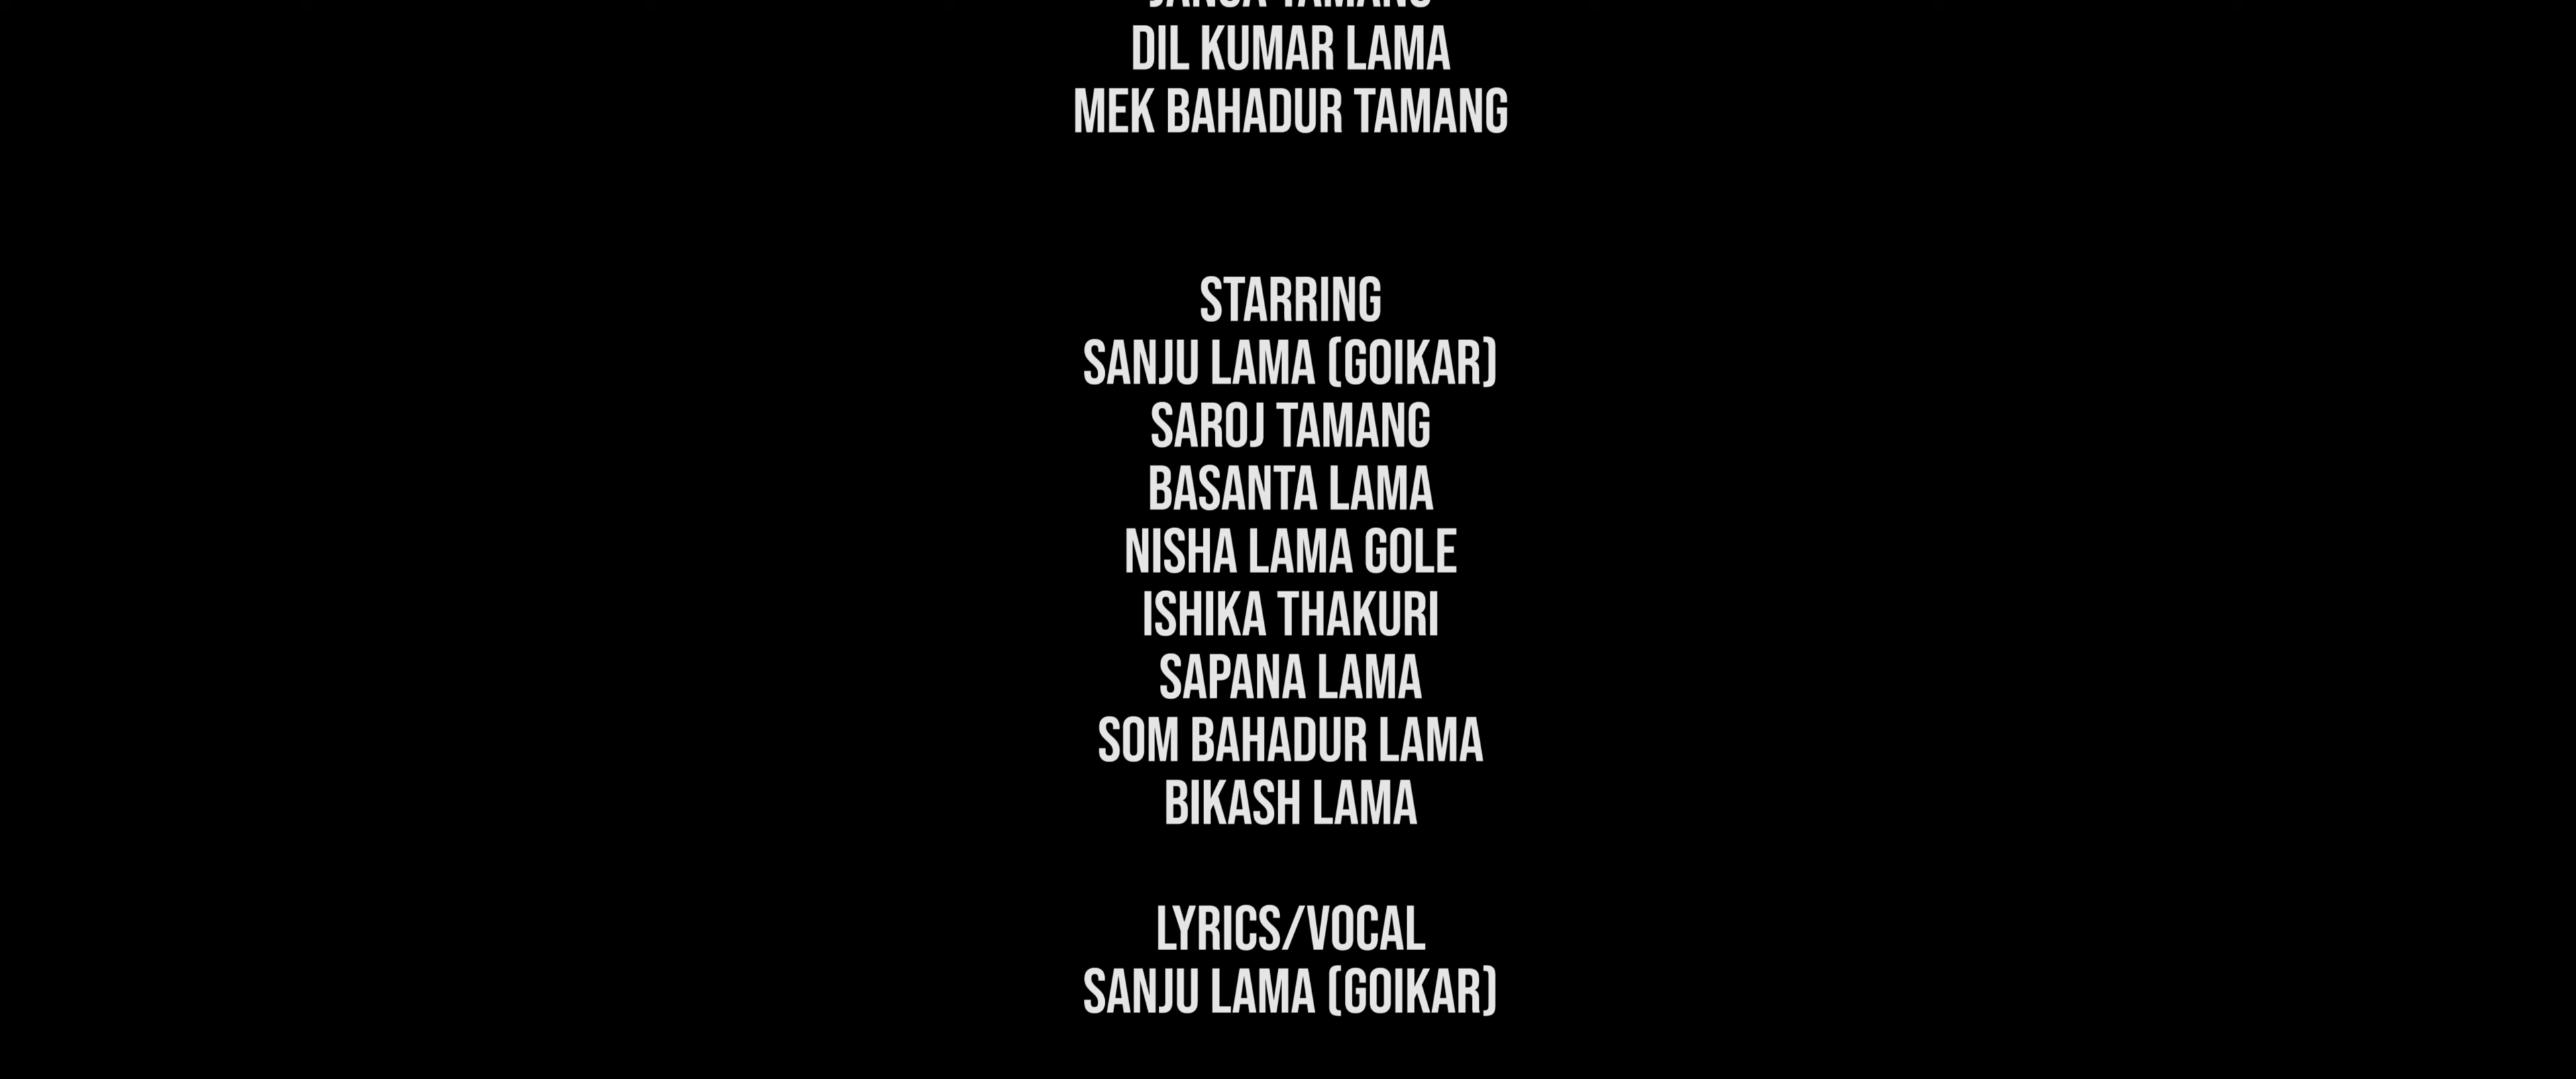 TAMANG
DIL KUMAR LAMA
MEK BAHADUR TAMANG
STARRING
SANJU LAMA (GOIKAR)
SAROJ TAMANG
BASANTA LAMA
NISHA LAMA GOLE
ISHIKA THAKURI
SAPANA LAMA
SOM BAHADUR LAMA
BIKASH LAMA
LYRICS/VOCAL
SANJU LAMA (GOIKAR)